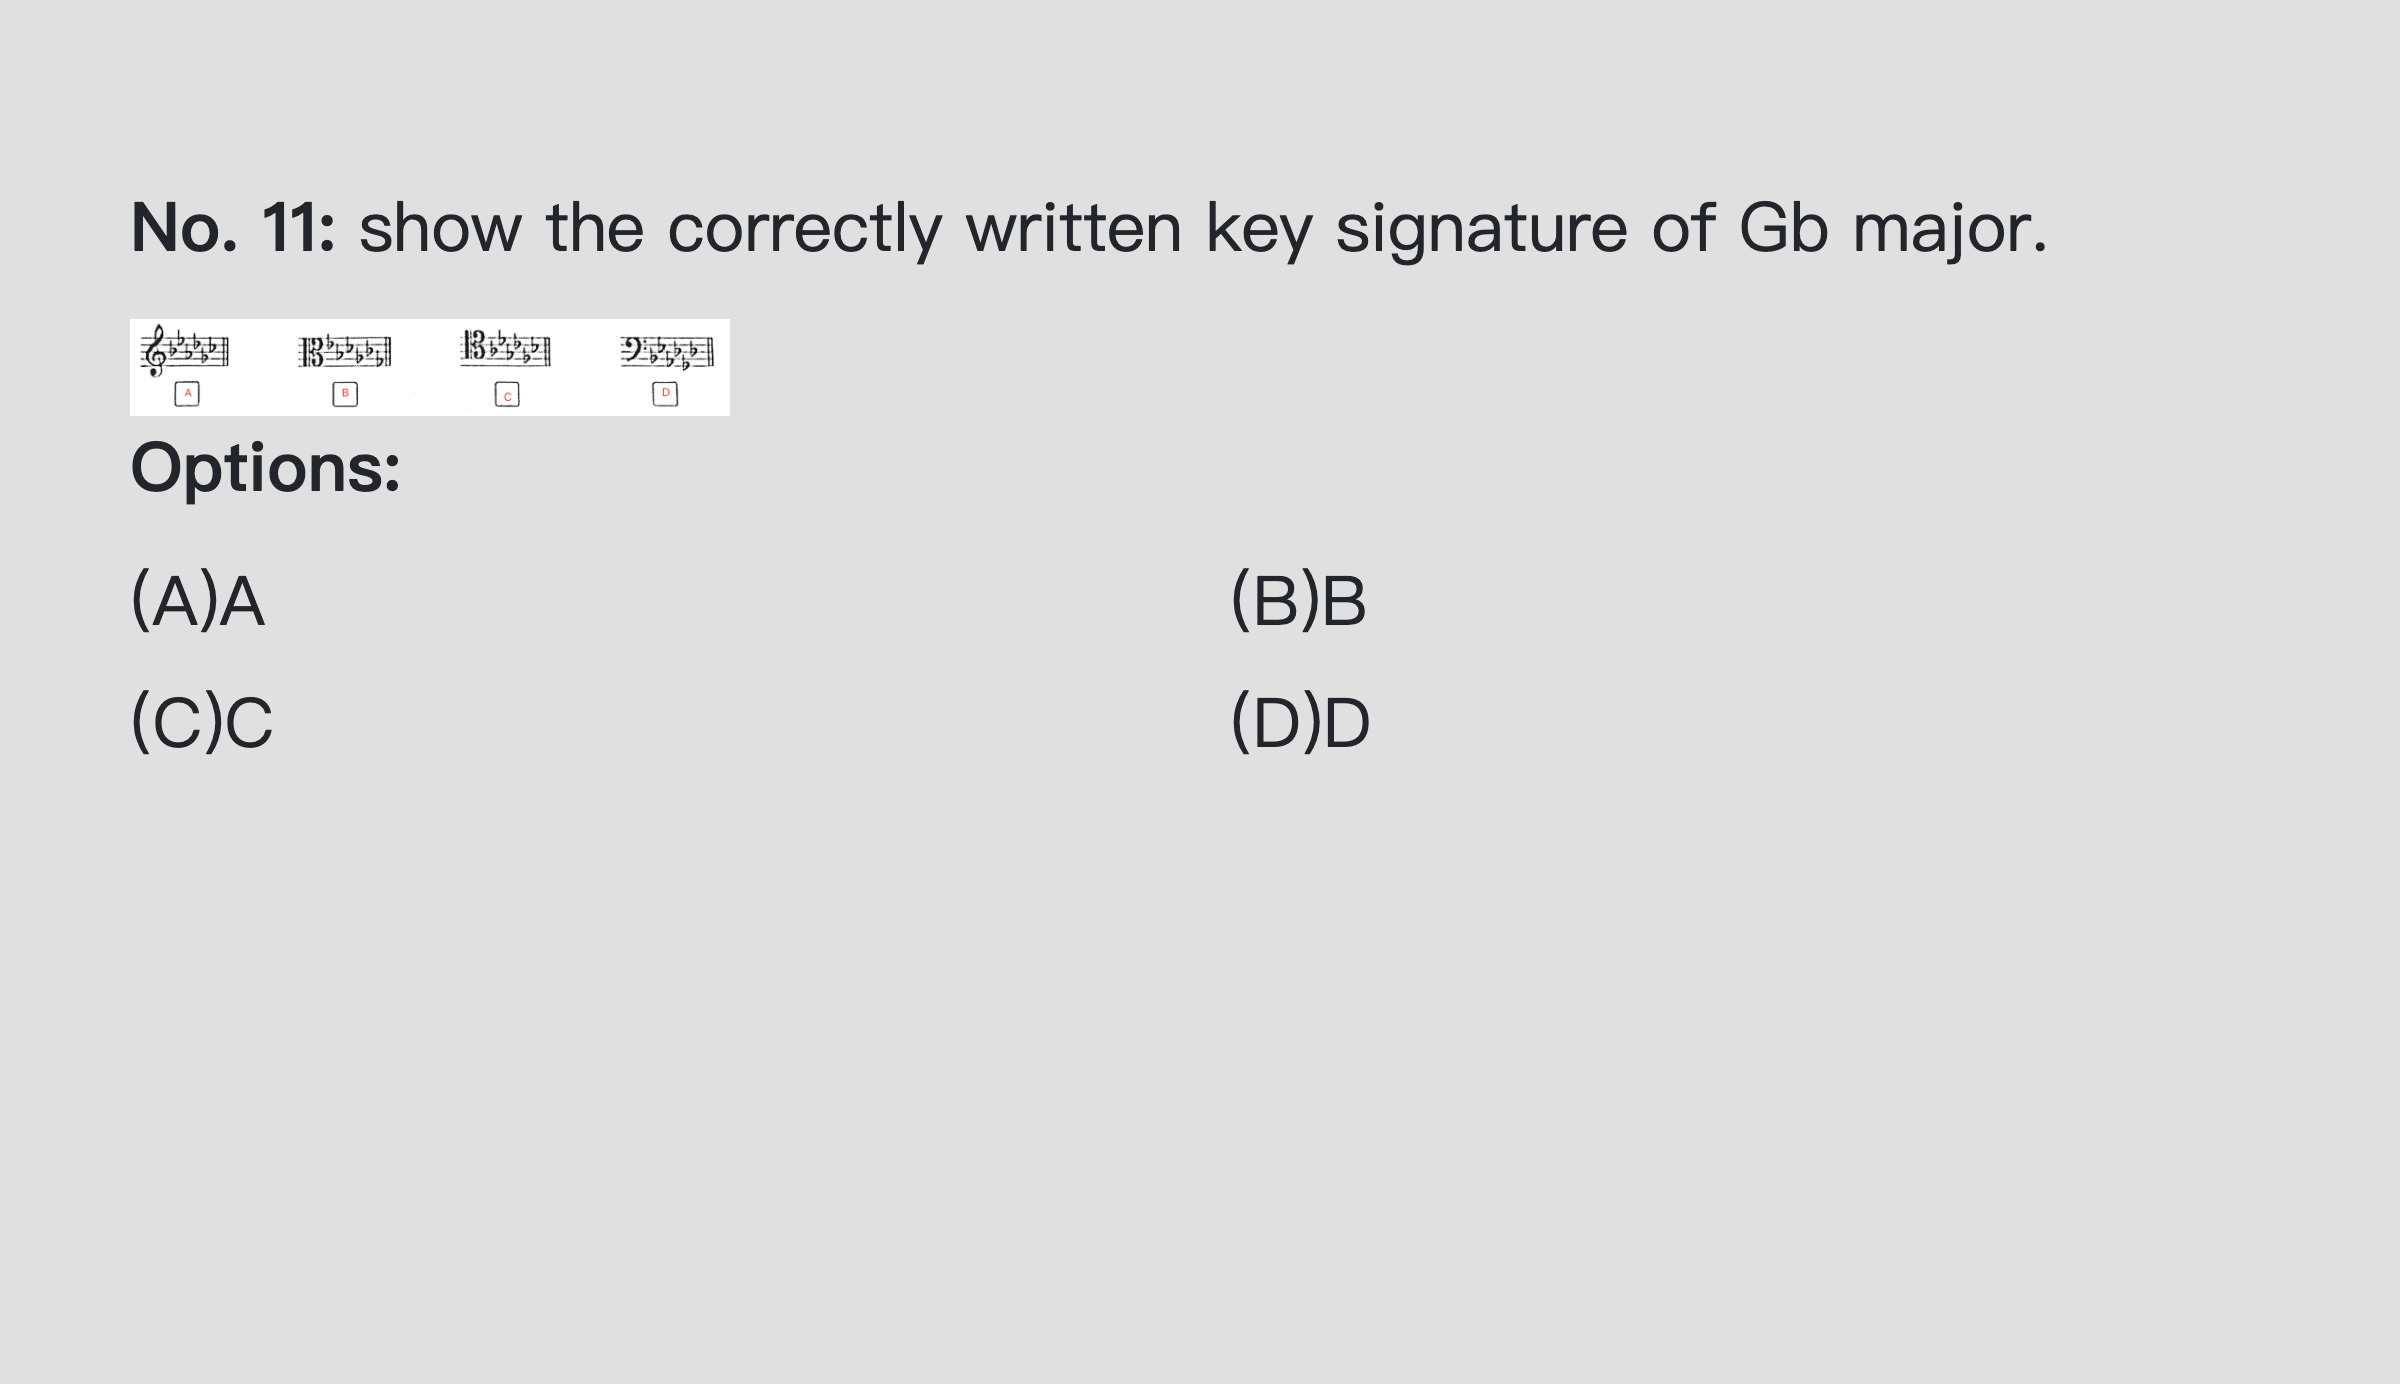 No. 11: show the correctly written key signature of Gb major.
A B C D
Options:
(A)A (B)B
(C)C (D)D